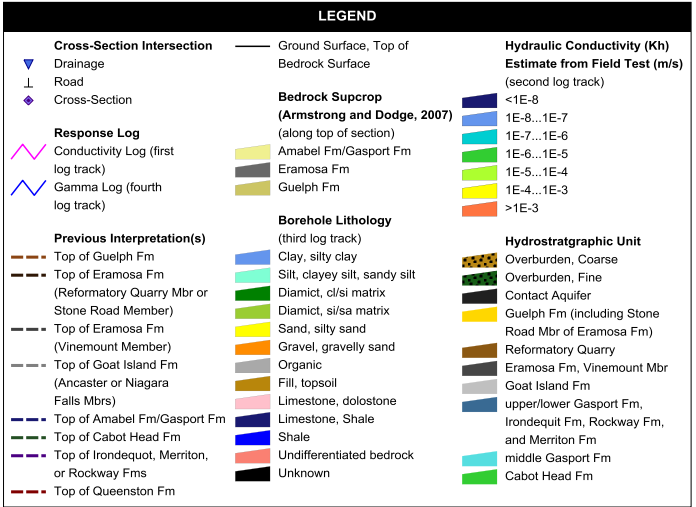 LEGEND
Cross-Section Intersection
Drainage
Road
Cross-Section
Response Log
Conductivity Log (first
log track)
Gamma Log (fourth
log track)
Previous Interpretation(s)
Top of Guelph Fm
Top of Eramosa Fm
(Reformatory Quarry Mbr or
Stone Road Member)
Top of Eramosa Fm
(Vinemount Member)
Top of Goat Island Fm
(Ancaster or Niagara
Falls Mbrs)
Top of Amabel Fm/Gasport Fm
Top of Cabot Head Fm
Top of Irondequot, Merriton,
or Rockway Fms
Top of Queenston Fm
Ground Surface, Top of
Bedrock Surface
Bedrock Supcrop
(Armstrong and Dodge, 2007)
(along top of section)
Amabel Fm/Gasport Fm
Eramosa Fm
Guelph Fm
Borehole Lithology
(third log track)
Clay, silty clay
Silt, clayey silt, sandy silt
Diamict, cl/si matrix
Diamict, si/sa matrix
Sand, silty sand
Gravel, gravelly sand
Organic
Fill, topsoil
Limestone, dolostone
Limestone, Shale
Shale
Undifferentiated bedrock
Unknown
Hydraulic Conductivity (Kh)
Estimate from Field Test (m/s)
(second log track)
<1E-8
1E-8...1E-7
1E-7...1E-6
1E-6...1E-5
1E-5...1E-4
1E-4...1E-3
>1E-3
Hydrostratgraphic Unit
Overburden, Coarse
Overburden, Fine
Contact Aquifer
Guelph Fm (including Stone
Road Mbr of Eramosa Fm)
Reformatory Quarry
Eramosa Fm, Vinemount Mbr
Goat Island Fm
upper/lower Gasport Fm,
Irondequit Fm, Rockway Fm,
and Merriton Fm
middle Gasport Fm
Cabot Head Fm